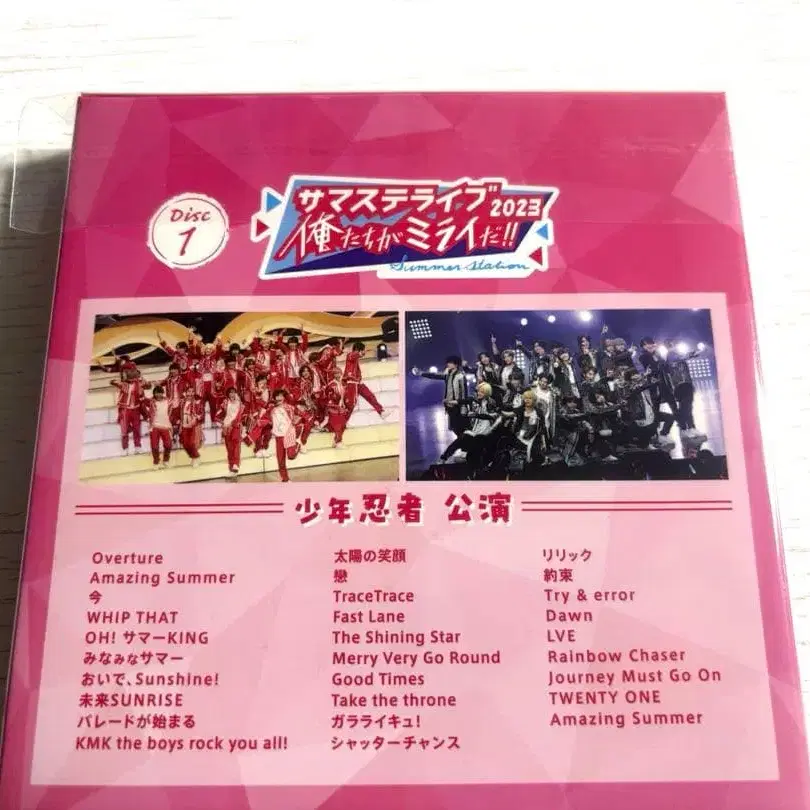 Disc
1
サマステライブ
2023
俺たちがミライだ!!
Summer Station
少年忍者 公演
Overture
Amazing Summer
今
WHIP THAT
OH! サマーKING
みなみなサマー
おいで、Sunshine!
未来SUNRISE
パレードが始まる
KMK the boys rock you all!
太陽の笑顔
戀
TraceTrace
Fast Lane
The Shining Star
Merry Very Go Round
Good Times
Take the throne
ガラライキュ!
シャッターチャンス
リリック
約束
Try & error
Dawn
LVE
Rainbow Chaser
Journey Must Go On
TWENTY ONE
Amazing Summer